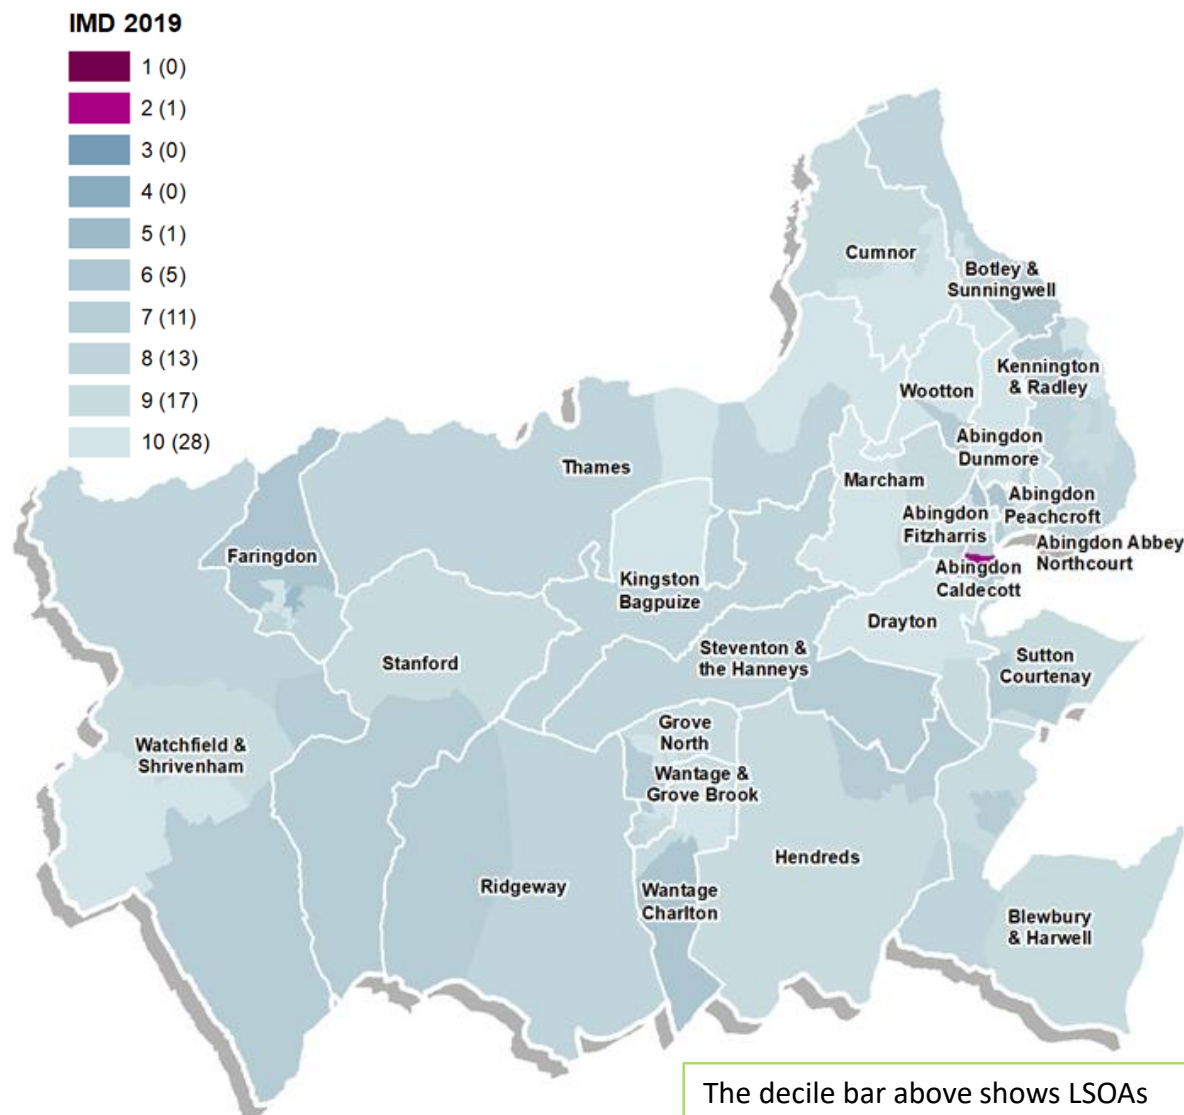 IMD 2019
1 (0)
2 (1)
3 (0)
4 (0)
5 (1)
6 (5)
7 (11)
8 (13)
9 (17)
10 (28)
Cumnor
Botley &
Sunningwell
Kennington
& Radley
Wootton
Abingdon
Dunmore
Thames
Marcham
Abingdon
Peachcroft
Abingdon
Fitzharris
Abingdon Abbey
Northcourt
Faringdon
Abingdon
Caldecott
Kingston
Bagpuize
Drayton
Stanford
Steventon &
the Hanneys
Sutton
Courtenay
Watchfield &
Shrivenham
Grove
North
Wantage &
Grove Brook
Hendreds
Ridgeway
Wantage
Charlton
Blewbury
& Harwell
The decile bar above shows LSOAs